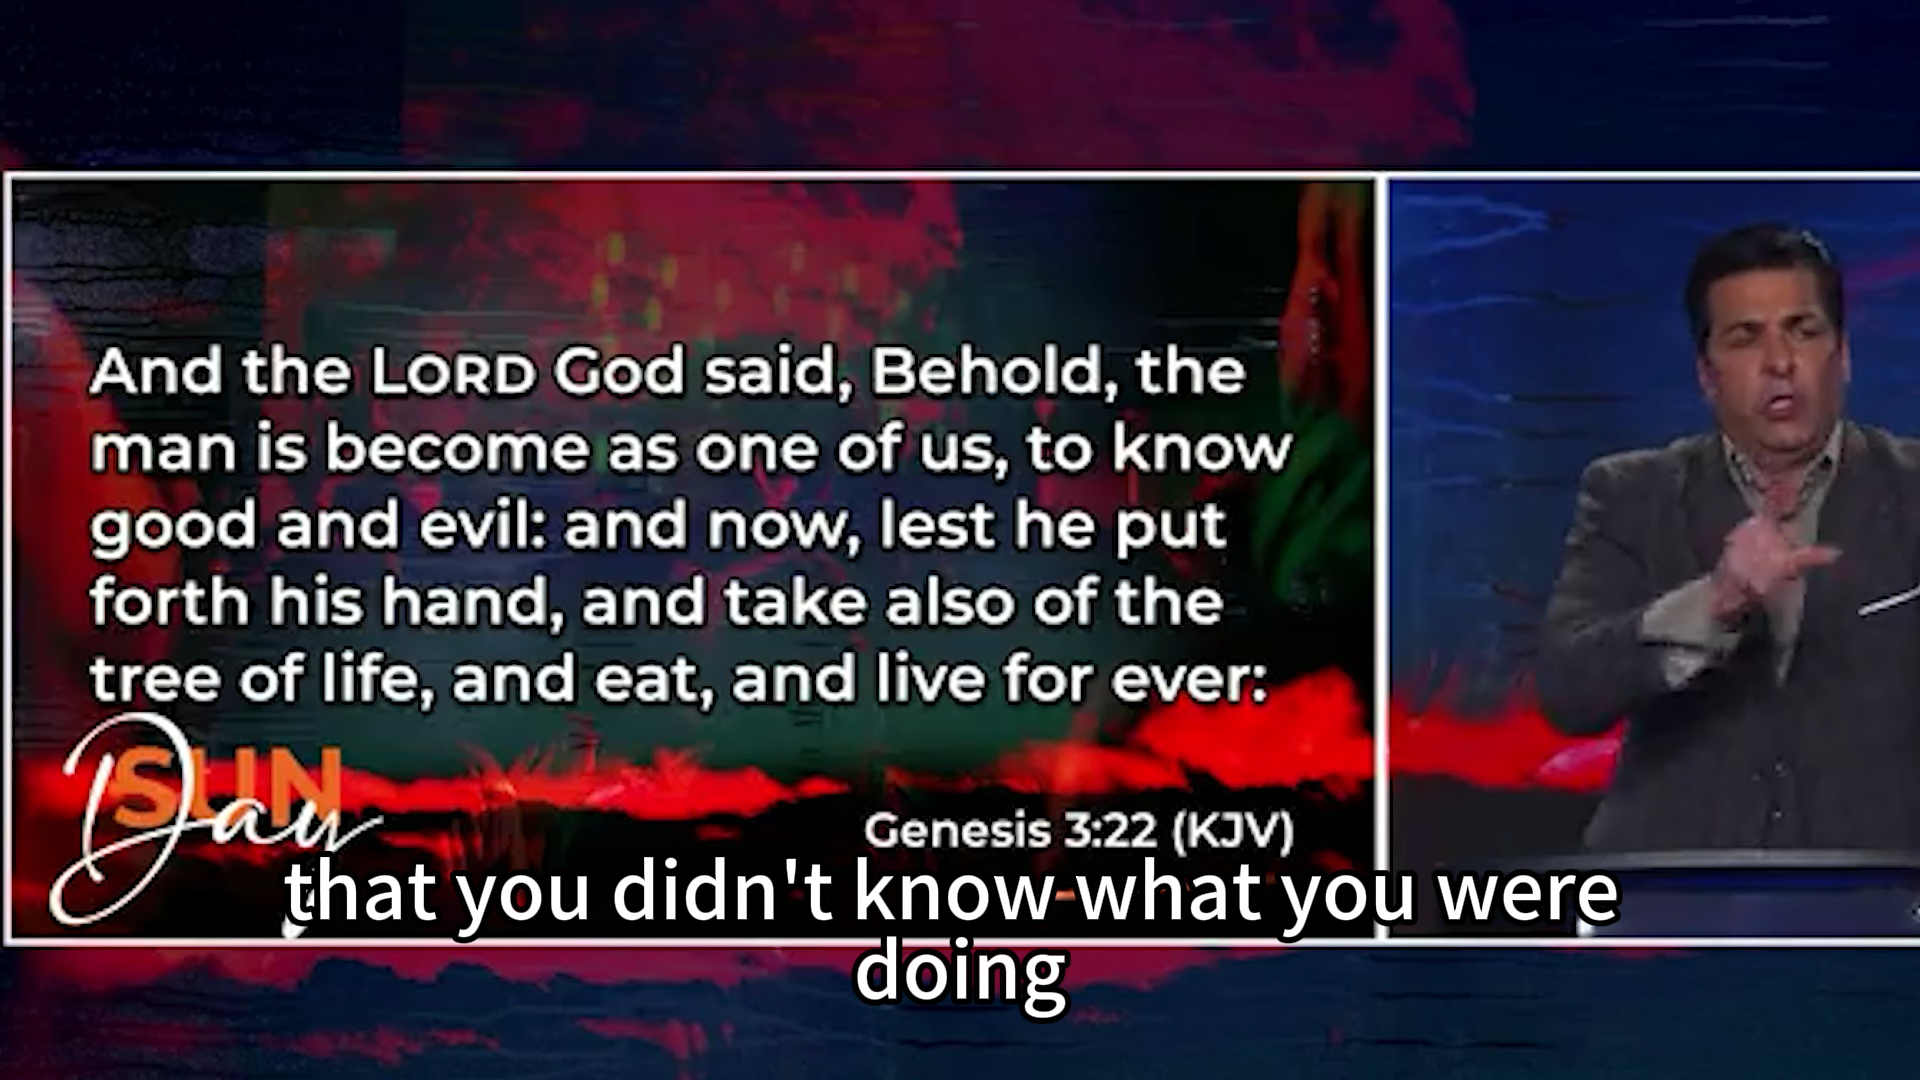 And the LORD God said, Behold, the
man is become as one of us, to know
good and evil: and now, lest he put
forth his hand, and take also of the
tree of life, and eat, and live for ever:
SUN
Day
Genesis 3:22 (KJV)
that you didn't know what you were
doing